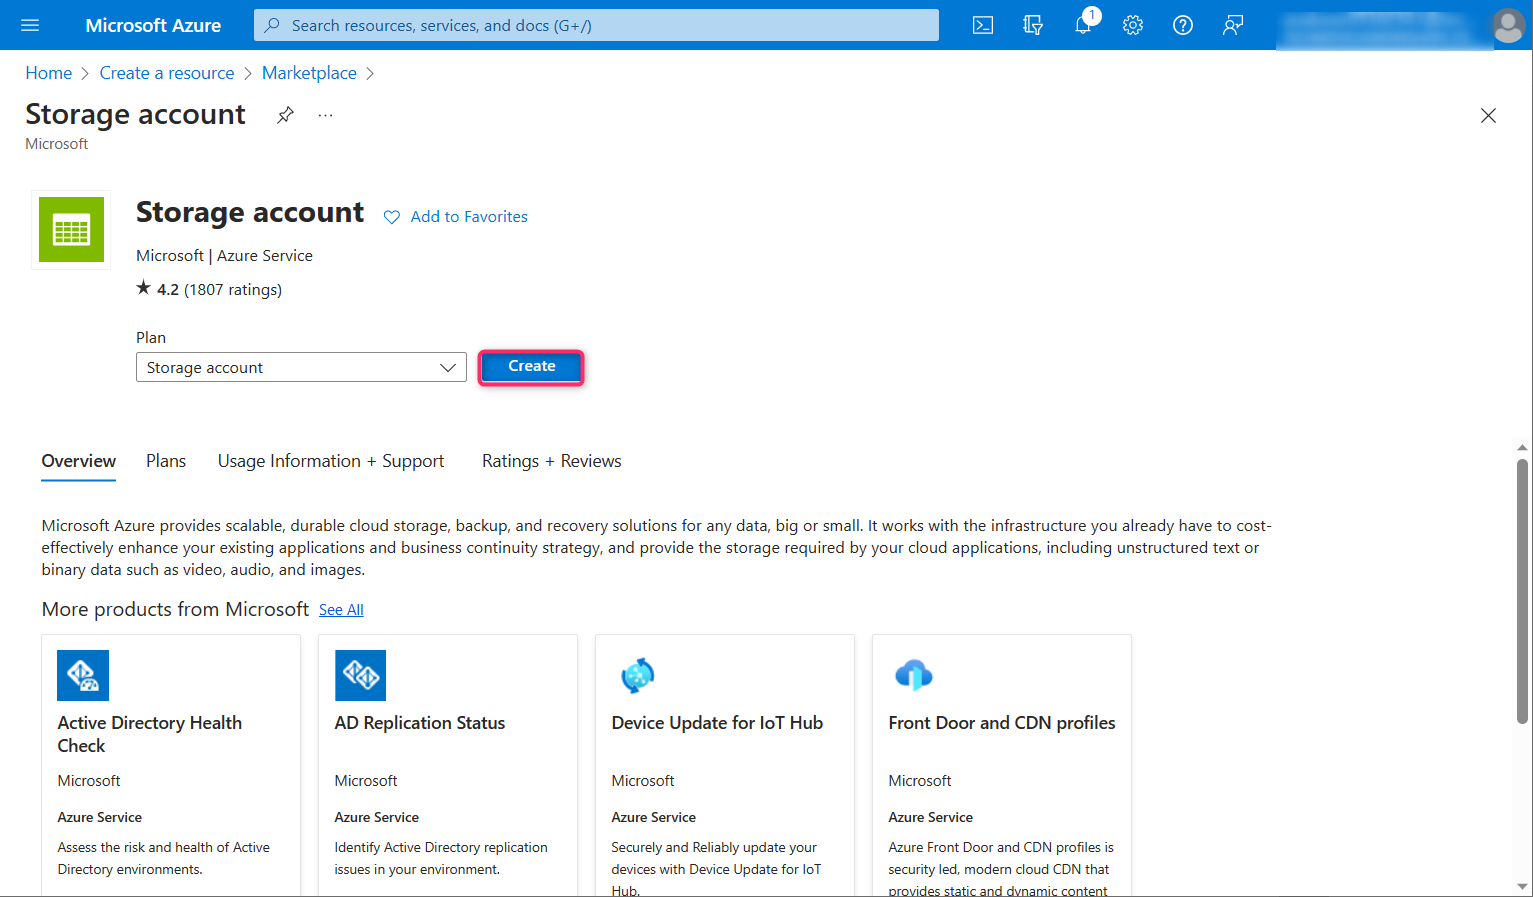 Microsoft Azure
Search resources, services, and docs (G+/)
1
Home > Create a resource > Marketplace >
Storage account
...
Microsoft
Storage account
Add to Favorites
Microsoft | Azure Service
★ 4.2 (1807 ratings)
Plan
Storage account
Create
Overview
Plans
Usage Information + Support
Ratings + Reviews
Microsoft Azure provides scalable, durable cloud storage, backup, and recovery solutions for any data, big or small. It works with the infrastructure you already have to cost-
effectively enhance your existing applications and business continuity strategy, and provide the storage required by your cloud applications, including unstructured text or
binary data such as video, audio, and images.
More products from Microsoft See All
Active Directory Health
Check
Microsoft
Azure Service
Assess the risk and health of Active
Directory environments.
AD Replication Status
Microsoft
Azure Service
Identify Active Directory replication
issues in your environment.
Device Update for IoT Hub
Microsoft
Azure Service
Securely and Reliably update your
devices with Device Update for IoT
Hub.
Front Door and CDN profiles
Microsoft
Azure Service
Azure Front Door and CDN profiles is
security led, modern cloud CDN that
provides static and dynamic content